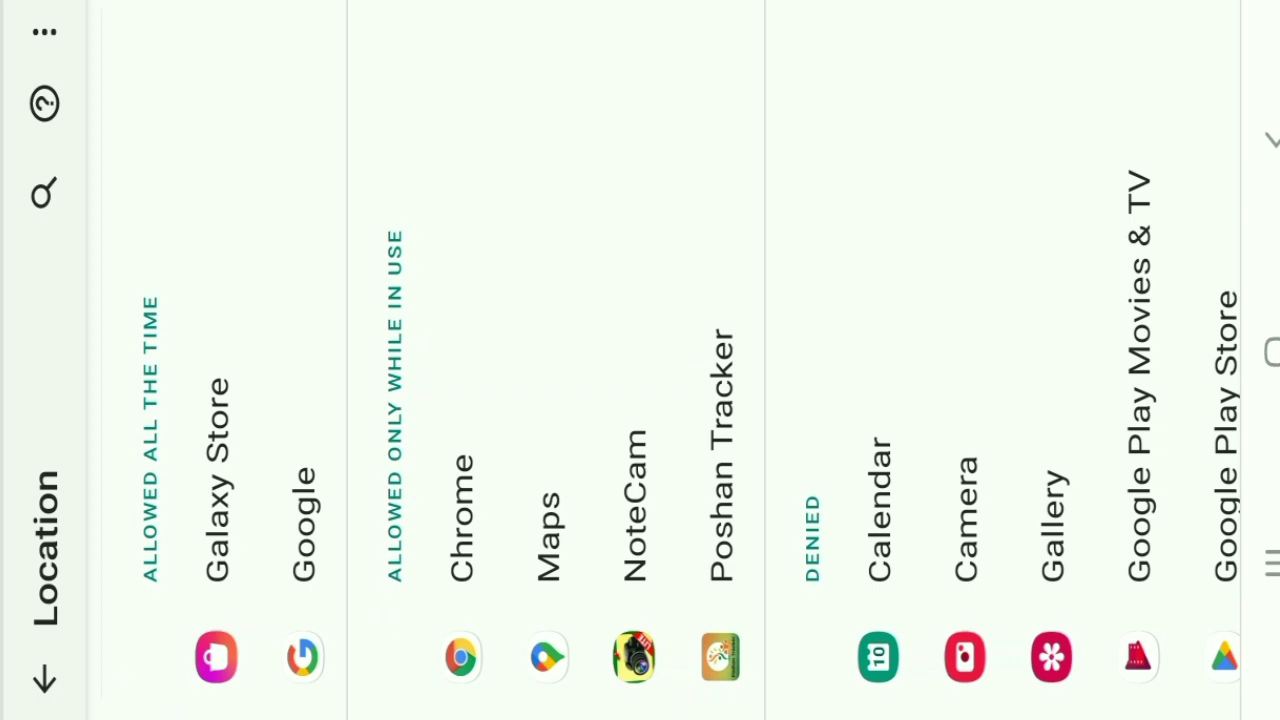 Location
ALLOWED ALL THE TIME
Galaxy Store
Google
ALLOWED ONLY WHILE IN USE
Chrome
Maps
NoteCam
Poshan Tracker
DENIED
10
Calendar
Camera
Gallery
Google Play Movies & TV
Google Play Store